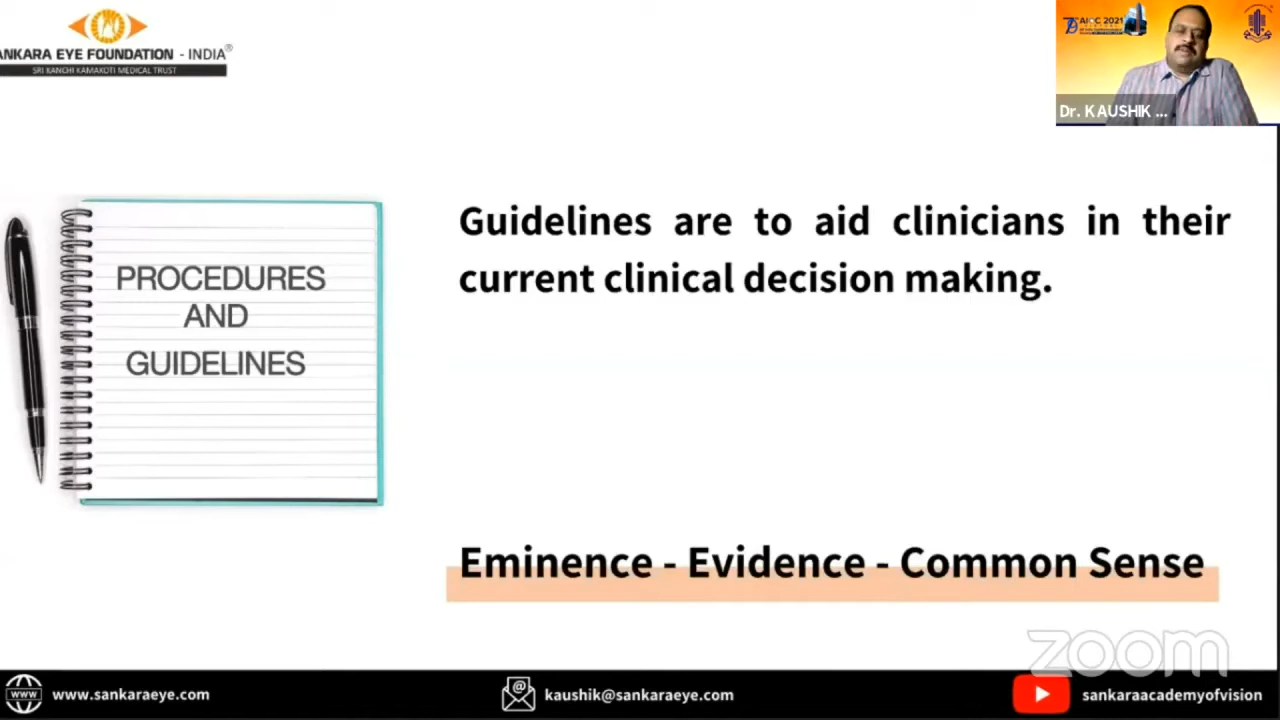 ANKARA EYE FOUNDATION - INDIA®
SRI KANCHI KAMAKOTI MEDICAL TRUST
AIOC 2021
Dr. KAUSHIK ...
PROCEDURES
AND
GUIDELINES
Guidelines are to aid clinicians in their
current clinical decision making.
Eminence - Evidence - Common Sense
zoom
www
www.sankaraeye.com
kaushik@sankaraeye.com
sankaraacademyofvision